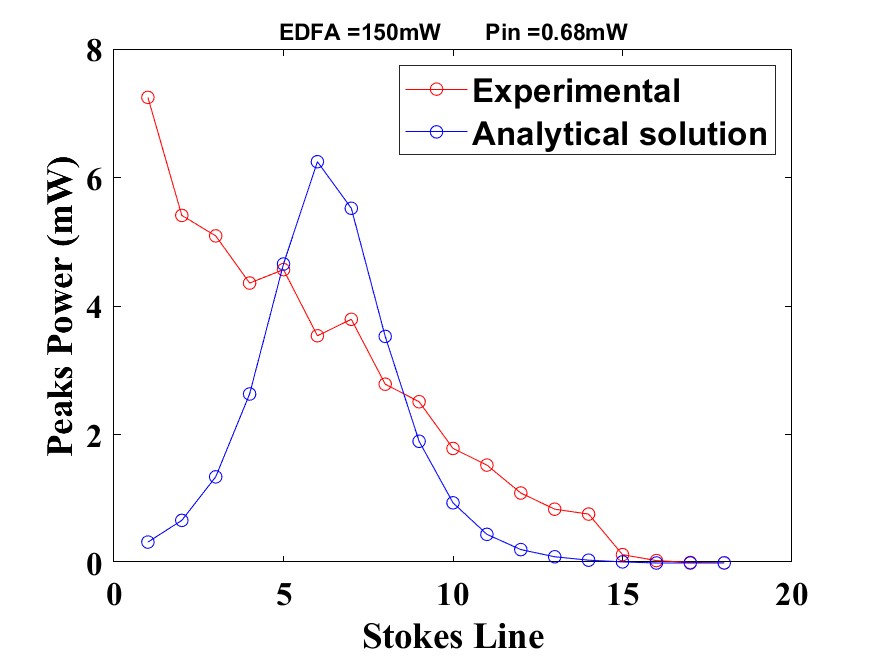 EDFA =150mW Pin =0.68mW
Experimental
Analytical solution
Peaks Power (mW)
8
6
4
2
0
0 5 10 15 20
Stokes Line